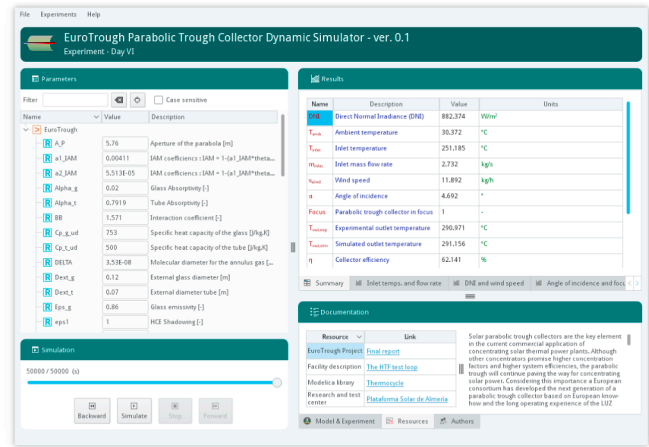 File Experiments Help
EuroTrough Parabolic Trough Collector Dynamic Simulator - ver. 0.1
Experiment - Day VI
Parameters
Filter Case sensitive
Name Value Description
EuroTrough
R A_P 5,76 Aperture of the parabola [m]
R a1_IAM 0,00411 IAM coefficiencs : IAM = 1-(a1_IAM*theta...
R a2_IAM 5,513E-05 IAM coefficiencs : IAM = 1-(a1_IAM*theta...
R Alpha_g 0,02 Glass Absorptivity [-]
R Alpha_t 0,7919 Tube Absorptivity [-]
R BB 1,571 Interaction coefficient [-]
R Cp_g_ud 753 Specific heat capacity of the glass [J/kg.K]
R Cp_t_ud 500 Specific heat capacity of the tube [J/kg.K]
R DELTA 3,53E-08 Molecular diameter for the annulus gas [...
R Dext_g 0,12 External glass diameter [m]
R Dext_t 0,07 External diameter tube [m]
R Eps_g 0,86 Glass emissivity [-]
R eps1 1 HCE Shadowing [-]
Simulation
50000 / 50000 (s)
Backward Simulate Stop Forward
Results
Name Description Value Units
DNI Direct Normal Irradiance (DNI) 882.374 W/m²
Ambient temperature 30.372 °C
Inlet temperature 251.185 °C
Inlet mass flow rate 2.732 kg/s
Wind speed 11.892 kg/h
Angle of incidence 4.692 °
Focus Parabolic trough collector in focus 1 -
Experimental outlet temperature 290.971 °C
Simulated outlet temperature 291.156 °C
η Collector efficiency 62.141 %
Summary Inlet temps. and flow rate DNI and wind speed Angle of incidence and focu
Documentation
Resource Link
EuroTrough Project Final report
Facility description The HTF test loop
Modelica library Thermocycle
Research and test
center Plataforma Solar de Almería
Solar parabolic trough collectors are the key element
in the current commercial application of
concentrating solar thermal power plants. Although
other concentrators promise higher concentration
factors and higher system efficiencies, the parabolic
trough will continue paving the way for concentrating
solar power. Considering this importance a European
consortium has developed the next generation of a
parabolic trough collector based on European know-
how and the long operating experience of the LUZ
Model & Experiment Resources Authors